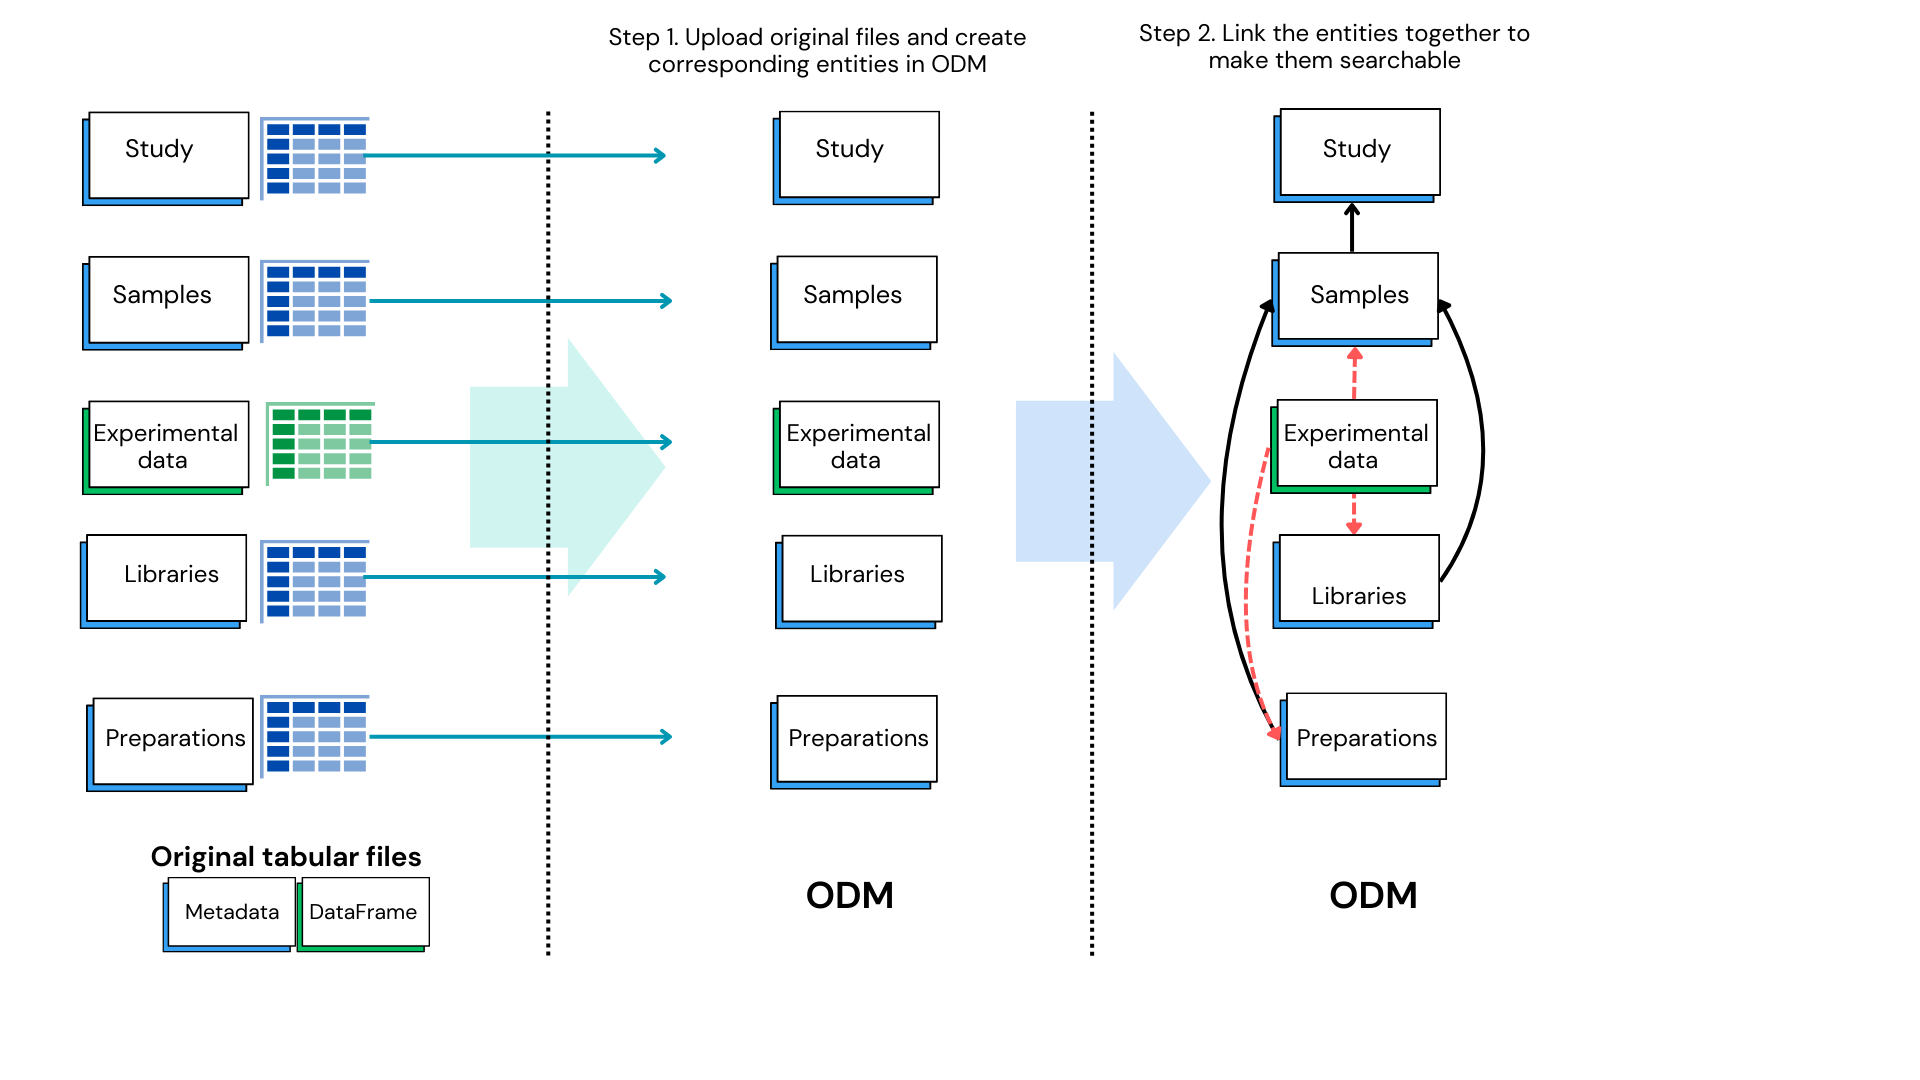 Step 1. Upload original files and create
corresponding entities in ODM
Step 2. Link the entities together to
make them searchable
Study
Study
Study
Samples
Samples
Samples
Experimental
data
Experimental
data
Experimental
data
Libraries
Libraries
Libraries
Preparations
Preparations
Preparations
Original tabular files
Metadata
DataFrame
ODM
ODM